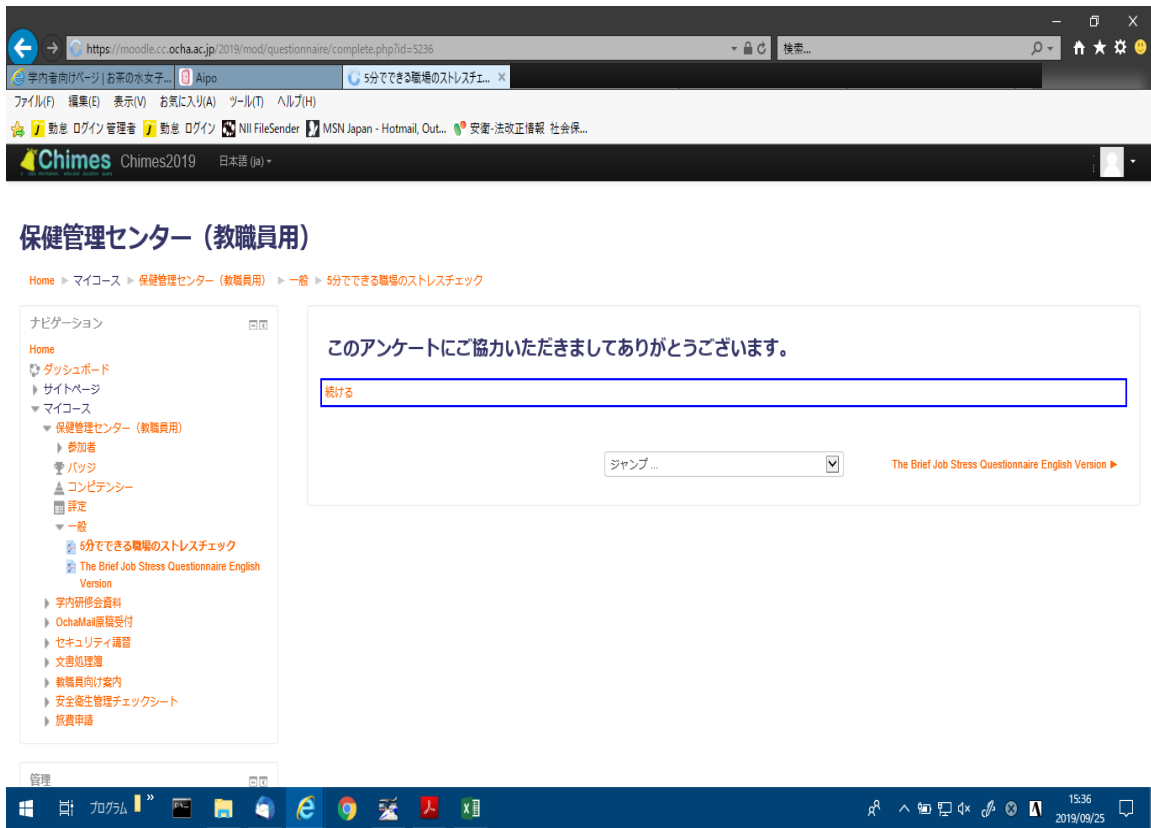 https://moodle.cc.ocha.ac.jp/2019/mod/questionnaire/complete.php?id=5236
検索...
学内者向けページ | お茶の水女子...
Aipo
5分でできる職場のストレスチェ...
ファイル(F) 編集(E) 表示(V) お気に入り(A) ツール(T) ヘルプ(H)
勤怠 ログイン 管理者 勤怠 ログイン NII FileSender MSN Japan - Hotmail, Out... 安衛-法改正情報 社会保...
Chimes Chimes2019 日本語 (ja)
保健管理センター（教職員用）
Home ▶ マイコース ▶ 保健管理センター（教職員用） ▶ 一般 ▶ 5分でできる職場のストレスチェック
ナビゲーション
Home
ダッシュボード
サイトページ
マイコース
保健管理センター（教職員用）
参加者
バッジ
コンピテンシー
評定
一般
5分でできる職場のストレスチェック
The Brief Job Stress Questionnaire English
Version
学内研修会資料
OchaMail原稿受付
セキュリティ講習
文書処理簿
教職員向け案内
安全衛生管理チェックシート
旅費申請
管理
このアンケートにご協力いただきましてありがとうございます。
続ける
ジャンプ ...
The Brief Job Stress Questionnaire English Version ▶
プログラム
15:36
2019/09/25